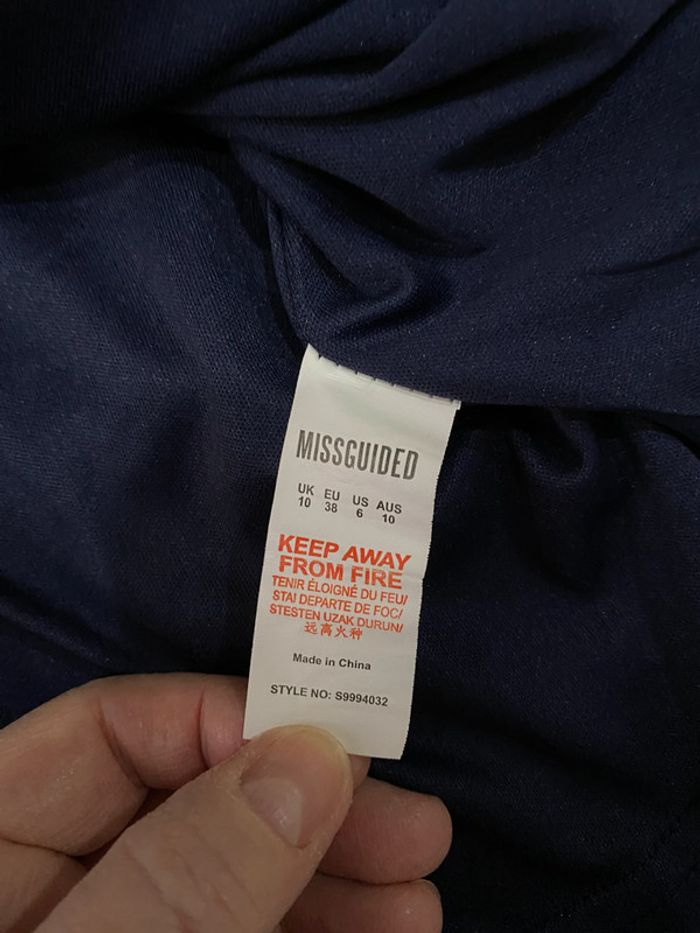 MISSGUIDED
UK EU US AUS
10 38 6 10
KEEP AWAY
FROM FIRE
TENIR ÉLOIGNÉ DU FEU/
STAI DEPARTE DE FOC/
STESTEN UZAK DURUN/
远离火种
Made in China
STYLE NO: S9994032